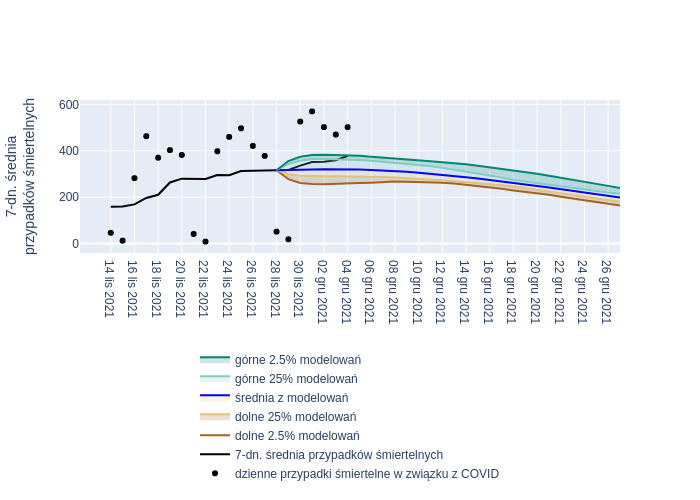 7-dn. średnia
przypadków śmiertelnych
600
400
200
0
14 lis 2021
16 lis 2021
18 lis 2021
20 lis 2021
22 lis 2021
24 lis 2021
26 lis 2021
28 lis 2021
30 lis 2021
02 gru 2021
04 gru 2021
06 gru 2021
08 gru 2021
10 gru 2021
12 gru 2021
14 gru 2021
16 gru 2021
18 gru 2021
20 gru 2021
22 gru 2021
24 gru 2021
26 gru 2021
górne 2.5% modelowań
górne 25% modelowań
średnia z modelowań
dolne 25% modelowań
dolne 2.5% modelowań
7-dn. średnia przypadków śmiertelnych
dzienne przypadki śmiertelne w związku z COVID